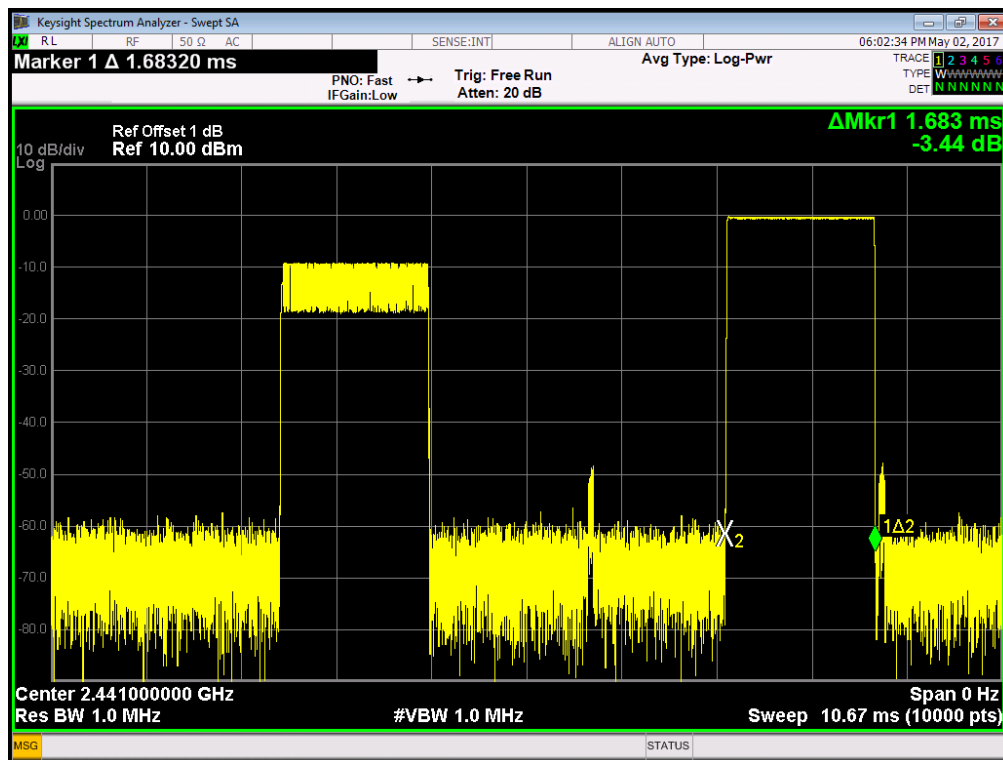 Keysight Spectrum Analyzer - Swept SA
LXI RL RF 50 Ω AC SENSE:INT ALIGN AUTO 06:02:34 PM May 02, 2017
Marker 1 Δ 1.68320 ms
PNO: Fast
IFGain:Low
Trig: Free Run
Atten: 20 dB
Avg Type: Log-Pwr
TRACE 1 2 3 4 5 6
TYPE WWWWWW
DET N N N N N N
ΔMkr1 1.683 ms
-3.44 dB
Ref Offset 1 dB
10 dB/div Ref 10.00 dBm
Log
0.00
-10.0
-20.0
-30.0
-40.0
-50.0
-60.0
-70.0
-80.0
2
1Δ2
Center 2.441000000 GHz Span 0 Hz
Res BW 1.0 MHz #VBW 1.0 MHz Sweep 10.67 ms (10000 pts)
MSG STATUS